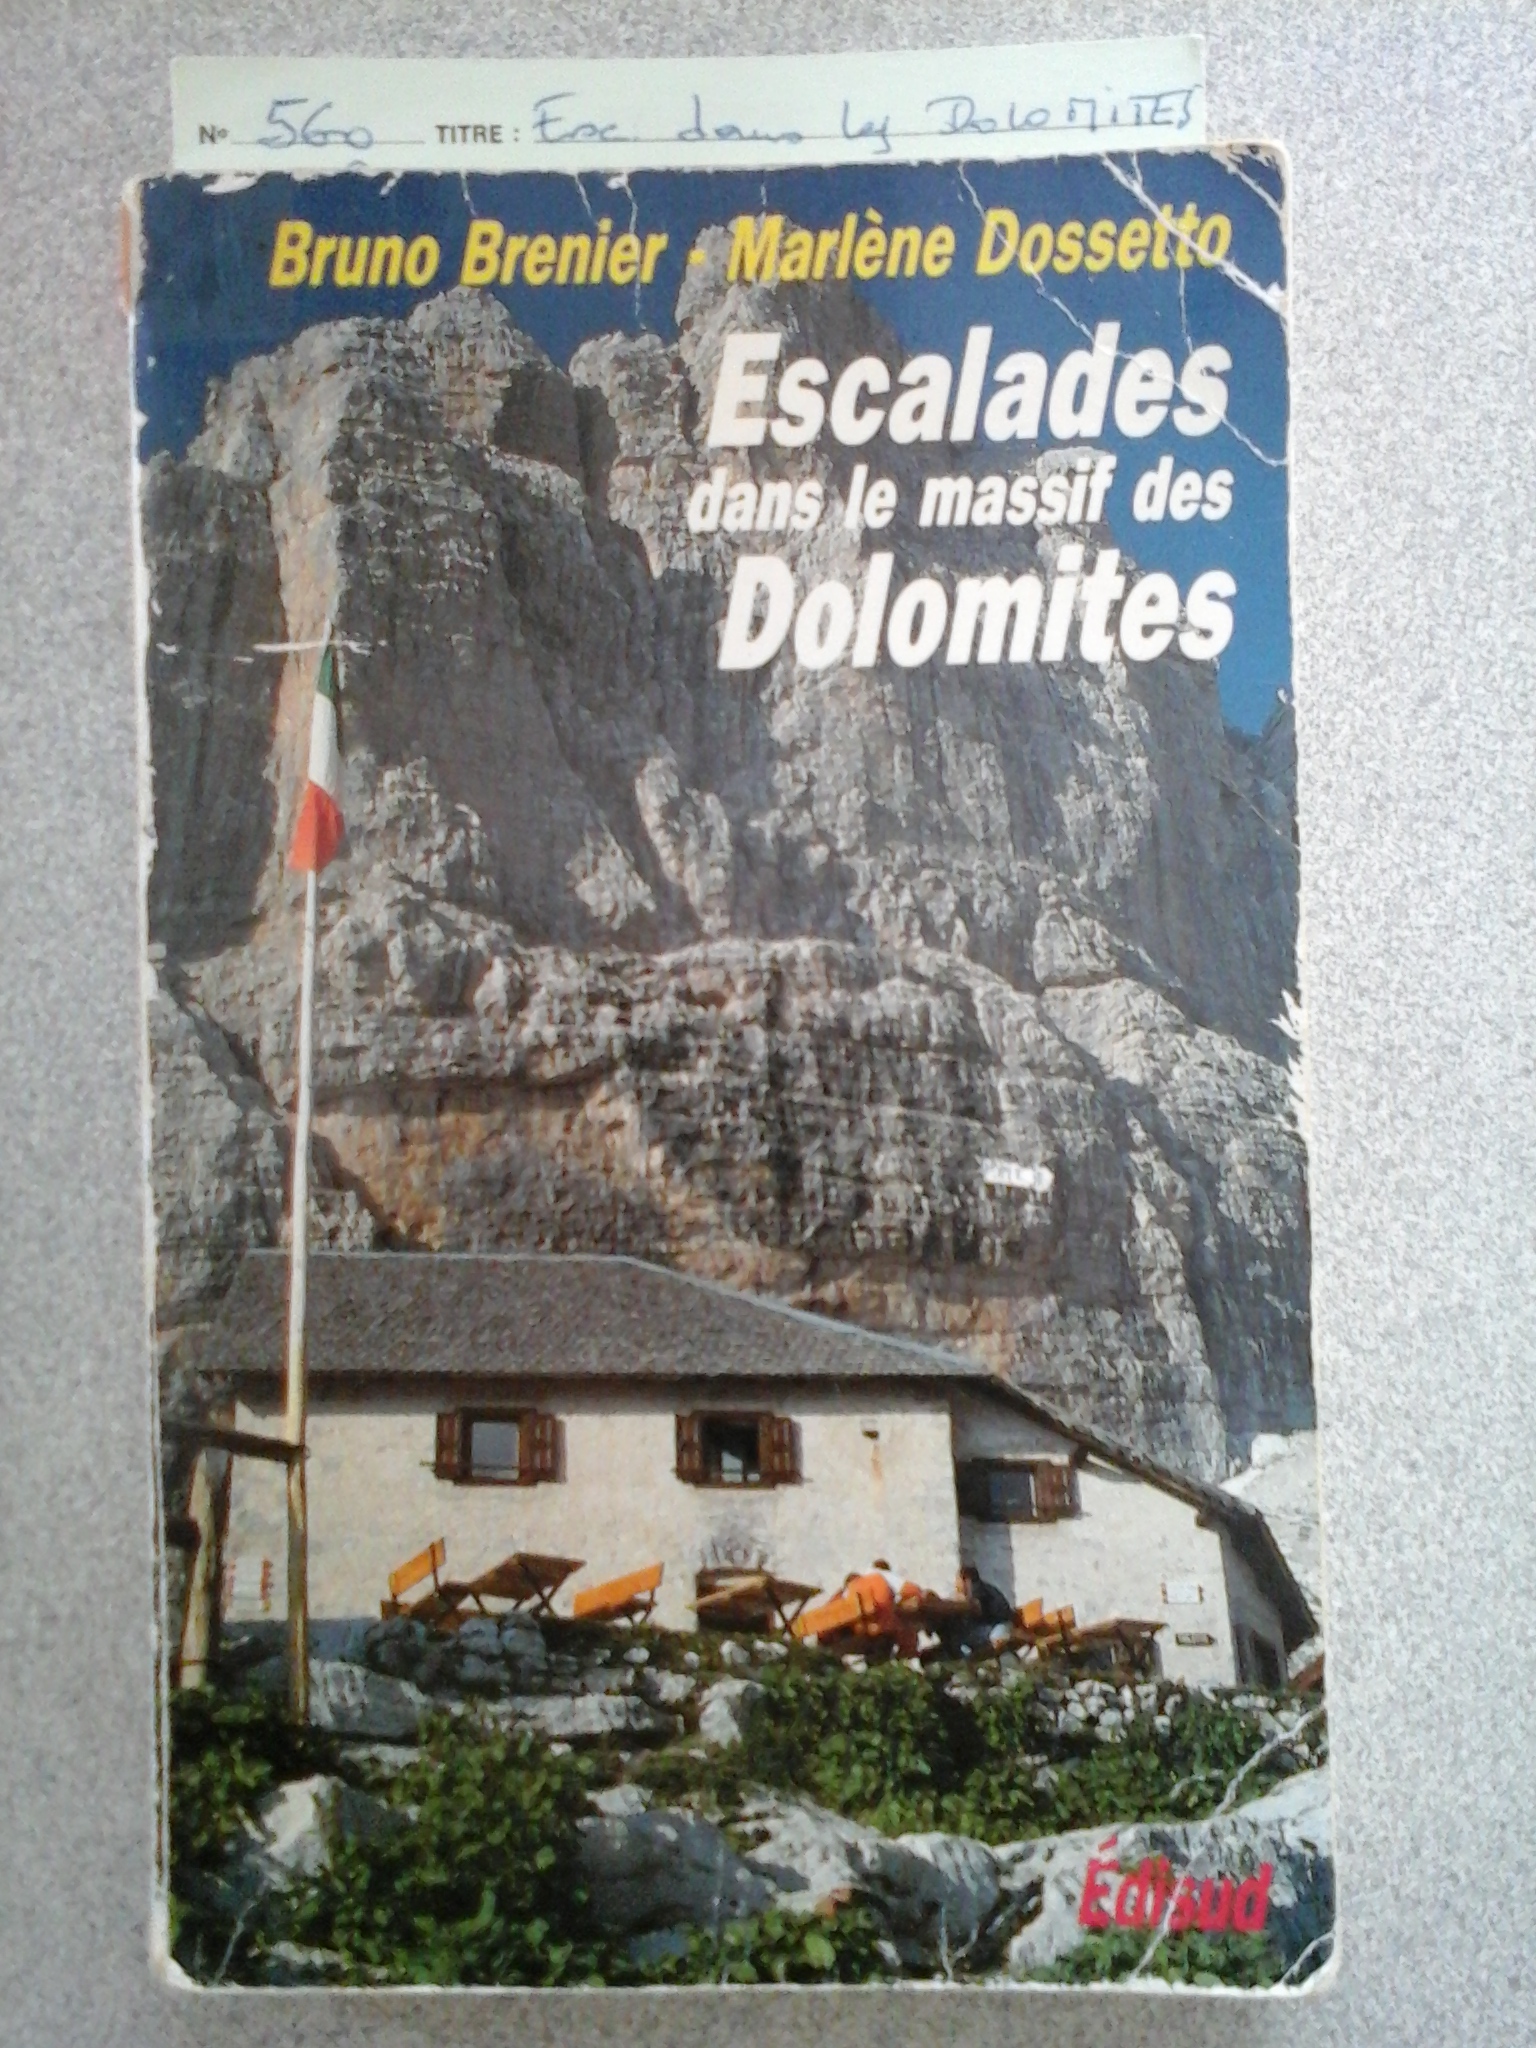 N° 560 TITRE : Esc. dans les DOLOMITES
Bruno Brenier - Marlène Dossetto
Escalades
dans le massif des
Dolomites
Édisud